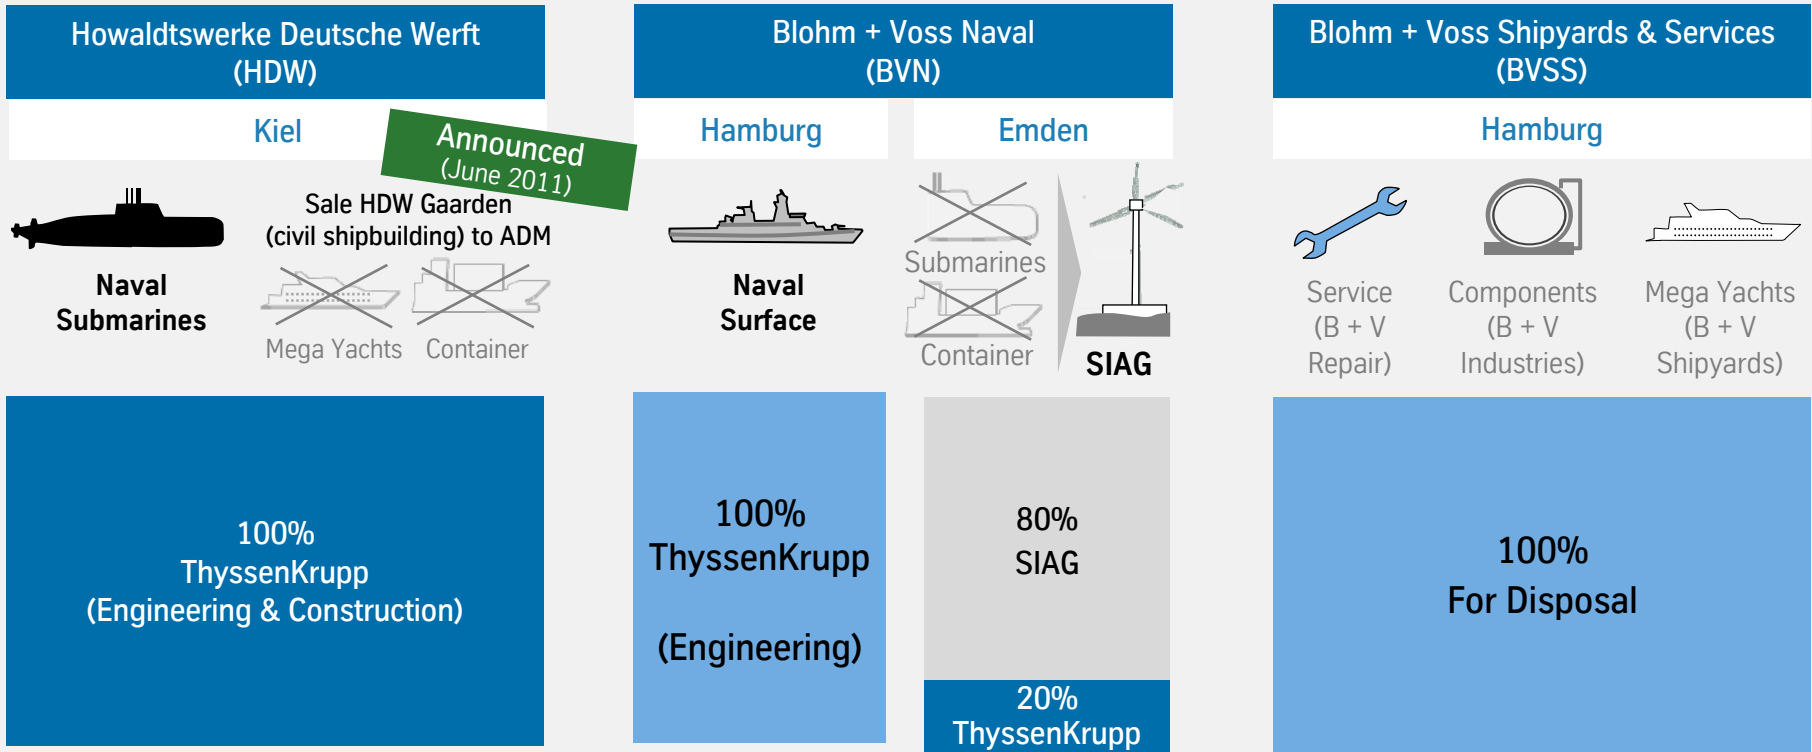 Howaldtswerke Deutsche Werft
(HDW)
Kiel
Announced
(June 2011)
Sale HDW Gaarden
(civil shipbuilding) to ADM
Naval
Submarines
Mega Yachts
Container
100%
ThyssenKrupp
(Engineering & Construction)
Blohm + Voss Naval
(BVN)
Hamburg
Naval
Surface
100%
ThyssenKrupp
(Engineering)
Emden
Submarines
Container
SIAG
80%
SIAG
20%
ThyssenKrupp
Blohm + Voss Shipyards & Services
(BVSS)
Hamburg
Service
(B + V
Repair)
Components
(B + V
Industries)
Mega Yachts
(B + V
Shipyards)
100%
For Disposal